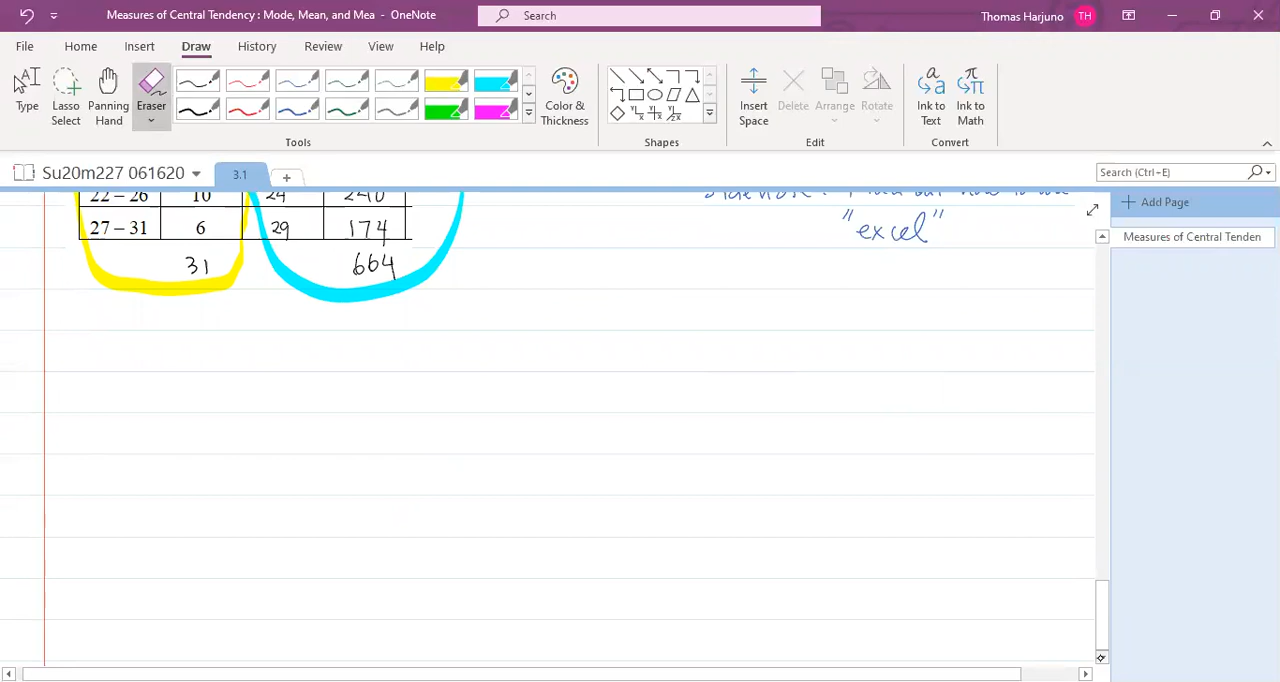 Measures of Central Tendency : Mode, Mean, and Mea - OneNote
Search
Thomas Harjuno TH
File Home Insert Draw History Review View Help
Type
Lasso Select
Panning Hand
Eraser
Color & Thickness
Insert Space
Delete
Arrange
Rotate
Ink to Text
Ink to Math
Tools
Shapes
Edit
Convert
Su20m227 061620
3.1
Search (Ctrl+E)
Add Page
Measures of Central Tenden
22 – 26 10 24 240
27 – 31 6 29 174
31 664
"excel"